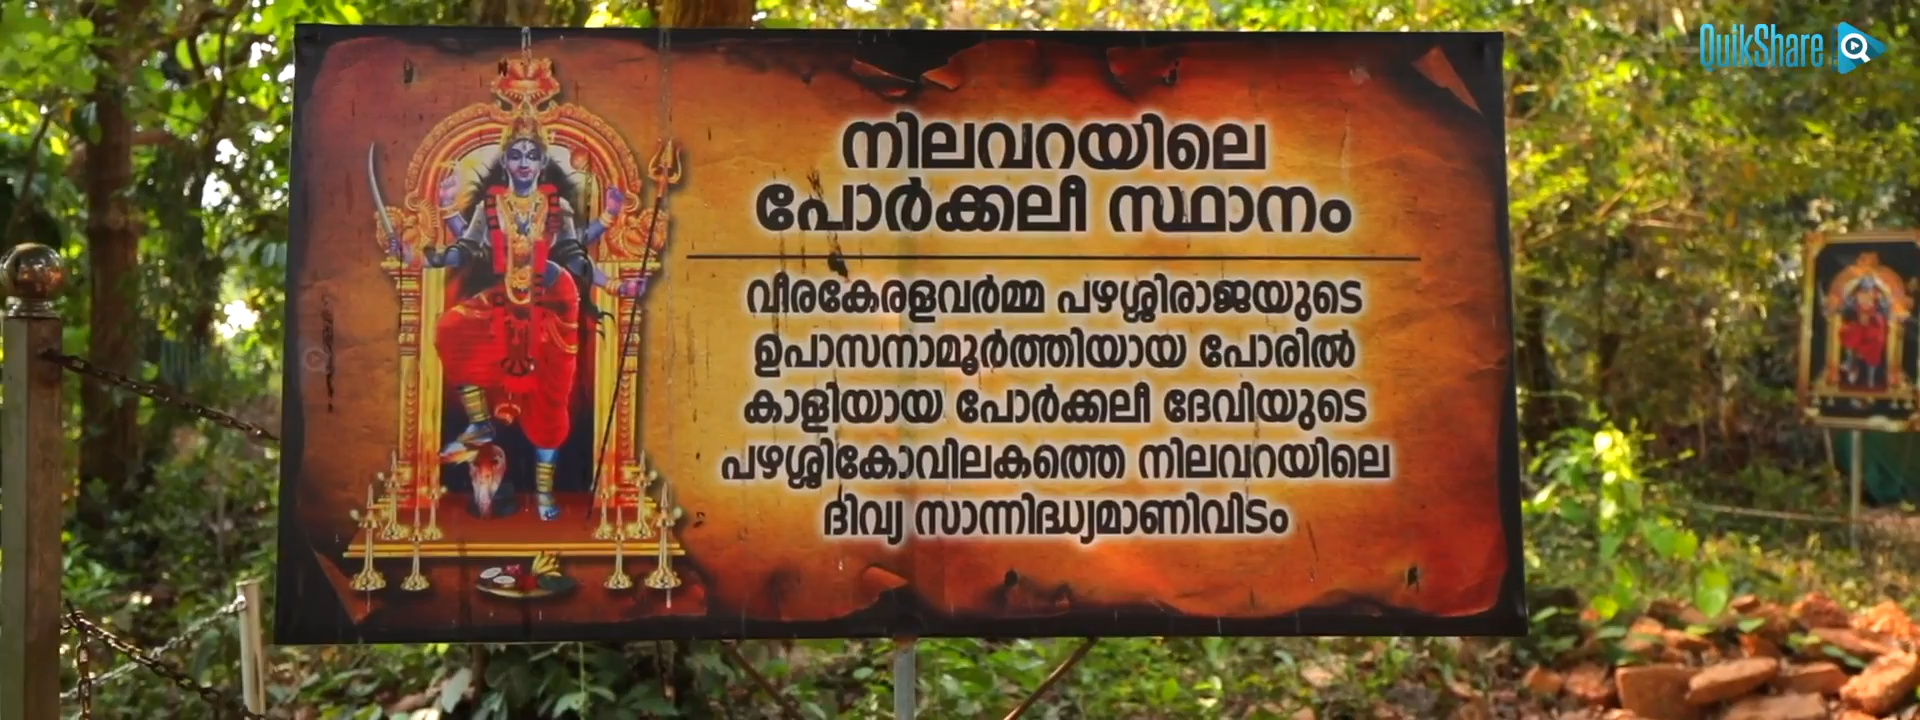 QuikShare
നിലവറയിലെ
പോർക്കലീ സ്ഥാനം
വീരകേരളവർമ്മ പഴശ്ശിരാജയുടെ
ഉപാസനാമൂർത്തിയായ പോരിൽ
കാളിയായ പോർക്കലീ ദേവിയുടെ
പഴശ്ശികോവിലകത്തെ നിലവറയിലെ
ദിവ്യ സാന്നിദ്ധ്യമാണിവിടം